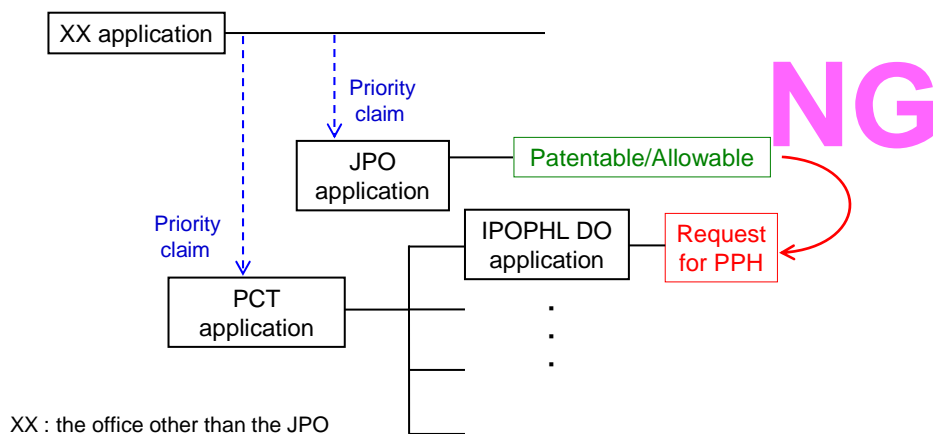 XX application
NG
Priority
claim
JPO
application
Patentable/Allowable
Priority
claim
IPOPHL DO
application
Request
for PPH
PCT
application
XX : the office other than the JPO